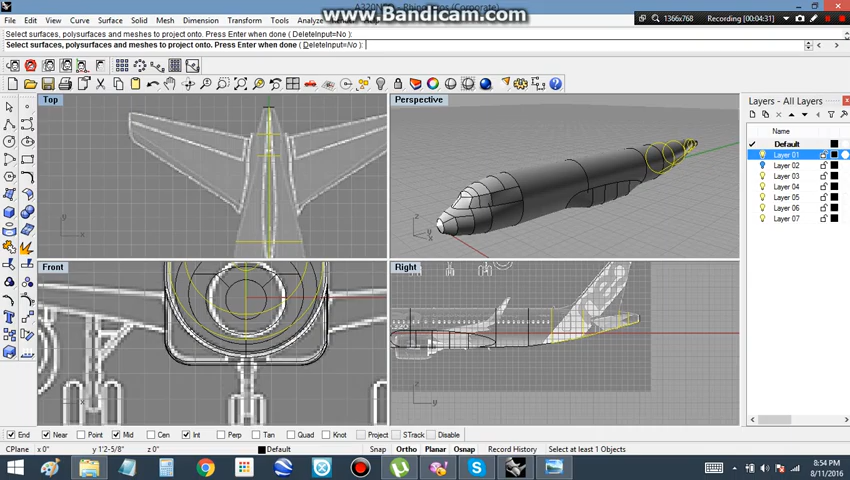 www.Bandicam.com
1366x768
Recording [00:04:31]
File Edit View Curve Surface Solid Mesh Dimension Transform Tools Analyze
Select surfaces, polysurfaces and meshes to project onto. Press Enter when done ( DeleteInput=No ):
Select surfaces, polysurfaces and meshes to project onto. Press Enter when done ( DeleteInput=No ):
Top
Perspective
Layers - All Layers
Name
Default
Layer 01
Layer 02
Layer 03
Layer 04
Layer 05
Layer 06
Layer 07
y
x
z
y
x
Front
Right
z
x
z
y
End Near Point Mid Cen Int Perp Tan Quad Knot Project STrack Disable
CPlane x 0" y 1'2-5/8" z 0" Default Snap Ortho Planar Osnap Record History Select at least 1 Objects
8:54 PM
8/11/2016